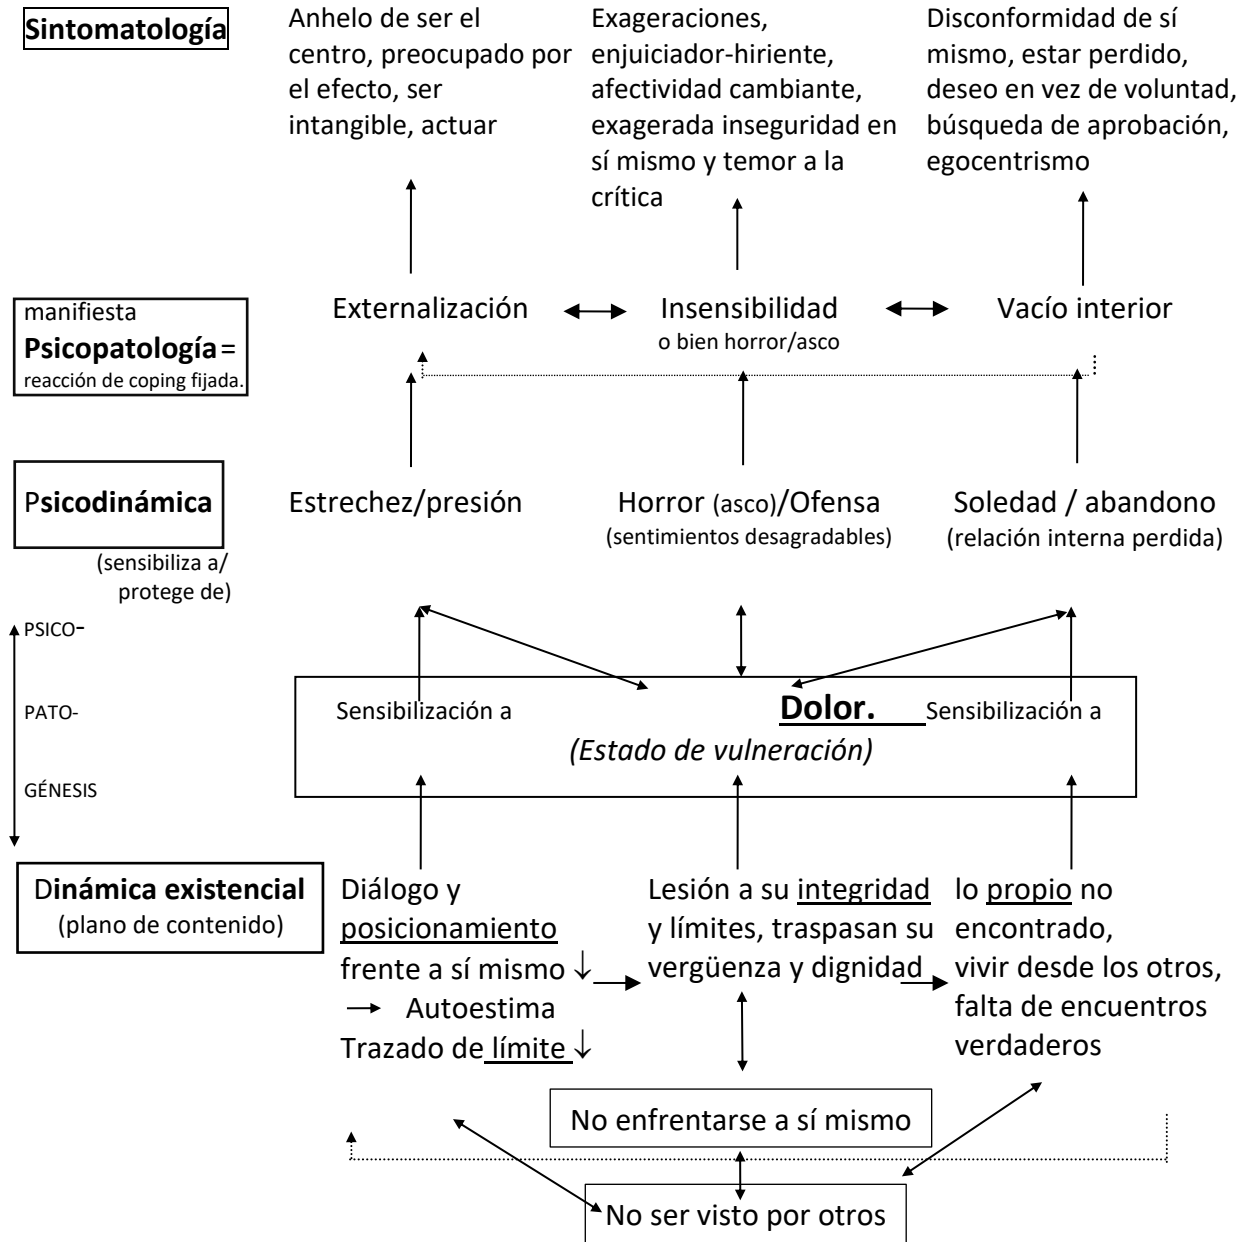 Sintomatología
Anhelo de ser el
centro, preocupado por
el efecto, ser
intangible, actuar
Exageraciones,
enjuiciador-hiriente,
afectividad cambiante,
exagerada inseguridad en
sí mismo y temor a la
crítica
Disconformidad de sí
mismo, estar perdido,
deseo en vez de voluntad,
búsqueda de aprobación,
egocentrismo
manifiesta
Psicopatología=
reacción de coping fijada.
Externalización
Insensibilidad
o bien horror/asco
Vacío interior
Psicodinámica
(sensibiliza a/
protege de)
Estrechez/presión
Horror (asco)/Ofensa
(sentimientos desagradables)
Soledad / abandono
(relación interna perdida)
PSICO-
PATO-
GÉNESIS
Sensibilización a
Dolor.
Sensibilización a
(Estado de vulneración)
Dinámica existencial
(plano de contenido)
Diálogo y
posicionamiento
frente a sí mismo ↓
→ Autoestima
Trazado de límite ↓
Lesión a su integridad
y límites, traspasan su
vergüenza y dignidad
lo propio no
encontrado,
vivir desde los otros,
falta de encuentros
verdaderos
No enfrentarse a sí mismo
No ser visto por otros